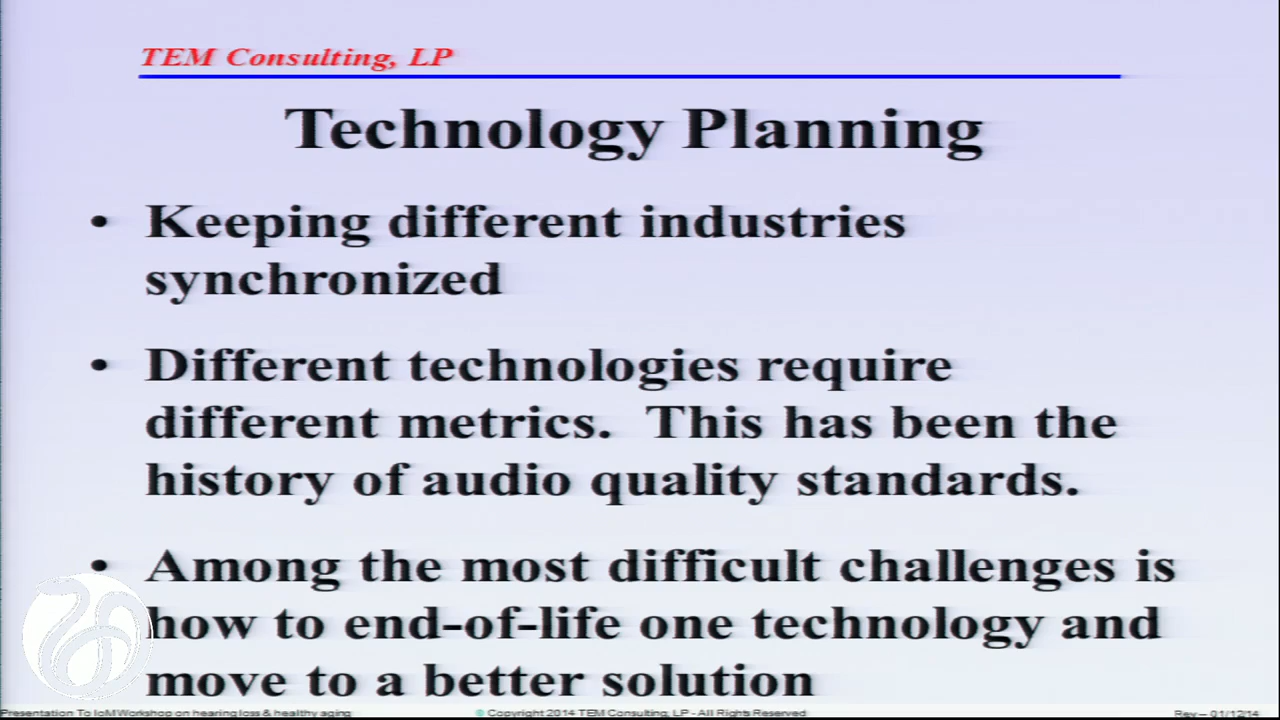 TEM Consulting, LP
Technology Planning
• Keeping different industries
synchronized
• Different technologies require
different metrics.  This has been the
history of audio quality standards.
• Among the most difficult challenges is
how to end-of-life one technology and
move to a better solution
Presentation To IoM Workshop on hearing loss & healthy aging
© Copyright 2014 TEM Consulting, LP - All Rights Reserved
Rev – 01/12/14